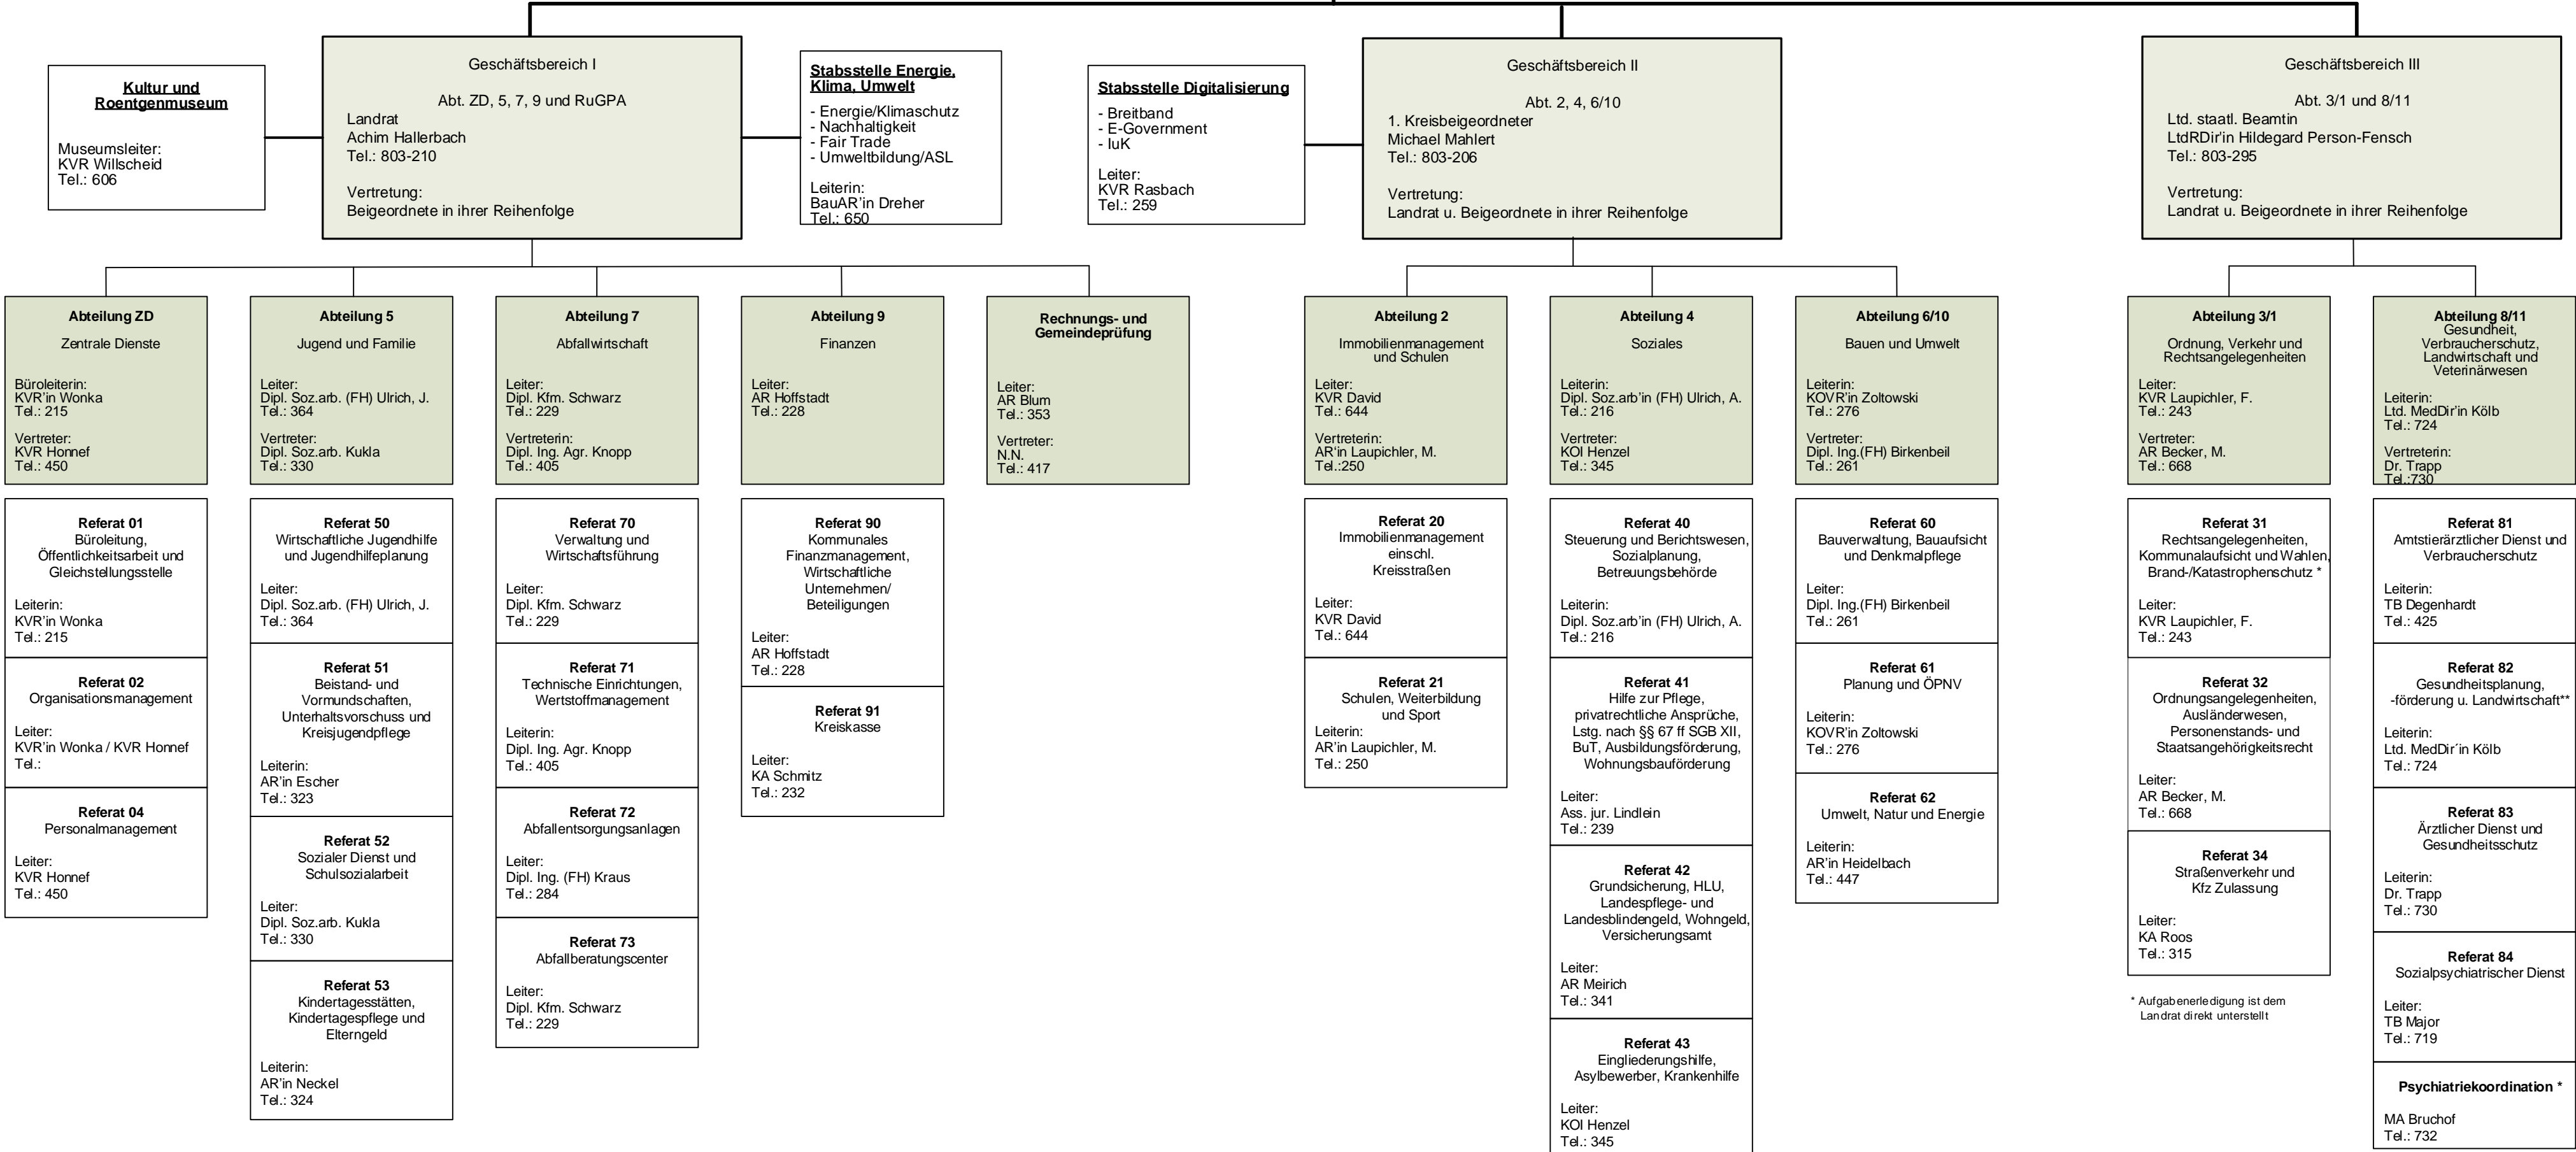 Kultur und
Roentgenmuseum
Museumsleiter:
KVR Willscheid
Tel.: 606
Geschäftsbereich I
Abt. ZD, 5, 7, 9 und RuGPA
Landrat
Achim Hallerbach
Tel.: 803-210
Vertretung:
Beigeordnete in ihrer Reihenfolge
Stabsstelle Energie,
Klima, Umwelt
- Energie/Klimaschutz
- Nachhaltigkeit
- Fair Trade
- Umweltbildung/ASL
Leiterin:
BauAR'in Dreher
Tel.: 650
Stabsstelle Digitalisierung
- Breitband
- E-Government
- IuK
Leiter:
KVR Rasbach
Tel.: 259
Geschäftsbereich II
Abt. 2, 4, 6/10
1. Kreisbeigeordneter
Michael Mahlert
Tel.: 803-206
Vertretung:
Landrat u. Beigeordnete in ihrer Reihenfolge
Geschäftsbereich III
Abt. 3/1 und 8/11
Ltd. staatl. Beamtin
LtdRDir'in Hildegard Person-Fensch
Tel.: 803-295
Vertretung:
Landrat u. Beigeordnete in ihrer Reihenfolge
Abteilung ZD
Zentrale Dienste
Büroleiterin:
KVR'in Wonka
Tel.: 215
Vertreter:
KVR Honnef
Tel.: 450
Abteilung 5
Jugend und Familie
Leiter:
Dipl. Soz.arb. (FH) Ulrich, J.
Tel.: 364
Vertreter:
Dipl. Soz.arb. Kukla
Tel.: 330
Abteilung 7
Abfallwirtschaft
Leiter:
Dipl. Kfm. Schwarz
Tel.: 229
Vertreterin:
Dipl. Ing. Agr. Knopp
Tel.: 405
Abteilung 9
Finanzen
Leiter:
AR Hoffstadt
Tel.: 228
Rechnungs- und
Gemeindeprüfung
Leiter:
AR Blum
Tel.: 353
Vertreter:
N.N.
Tel.: 417
Abteilung 2
Immobilienmanagement
und Schulen
Leiter:
KVR David
Tel.: 644
Vertreterin:
AR'in Laupichler, M.
Tel.:250
Abteilung 4
Soziales
Leiterin:
Dipl. Soz.arb'in (FH) Ulrich, A.
Tel.: 216
Vertreter:
KOI Henzel
Tel.: 345
Abteilung 6/10
Bauen und Umwelt
Leiterin:
KOVR'in Zoltowski
Tel.: 276
Vertreter:
Dipl. Ing.(FH) Birkenbeil
Tel.: 261
Abteilung 3/1
Ordnung, Verkehr und
Rechtsangelegenheiten
Leiter:
KVR Laupichler, F.
Tel.: 243
Vertreter:
AR Becker, M.
Tel.: 668
Abteilung 8/11
Gesundheit,
Verbraucherschutz,
Landwirtschaft und
Veterinärwesen
Leiterin:
Ltd. MedDir'in Kölb
Tel.: 724
Vertreterin:
Dr. Trapp
Tel.:730
Referat 01
Büroleitung,
Öffentlichkeitsarbeit und
Gleichstellungsstelle
Leiterin:
KVR'in Wonka
Tel.: 215
Referat 02
Organisationsmanagement
Leiter:
KVR'in Wonka / KVR Honnef
Tel.:
Referat 04
Personalmanagement
Leiter:
KVR Honnef
Tel.: 450
Referat 50
Wirtschaftliche Jugendhilfe
und Jugendhilfeplanung
Leiter:
Dipl. Soz.arb. (FH) Ulrich, J.
Tel.: 364
Referat 51
Beistand- und
Vormundschaften,
Unterhaltsvorschuss und
Kreisjugendpflege
Leiterin:
AR'in Escher
Tel.: 323
Referat 52
Sozialer Dienst und
Schulsozialarbeit
Leiter:
Dipl. Soz.arb. Kukla
Tel.: 330
Referat 53
Kindertagesstätten,
Kindertagespflege und
Elterngeld
Leiterin:
AR'in Neckel
Tel.: 324
Referat 70
Verwaltung und
Wirtschaftsführung
Leiter:
Dipl. Kfm. Schwarz
Tel.: 229
Referat 71
Technische Einrichtungen,
Wertstoffmanagement
Leiterin:
Dipl. Ing. Agr. Knopp
Tel.: 405
Referat 72
Abfallentsorgungsanlagen
Leiter:
Dipl. Ing. (FH) Kraus
Tel.: 284
Referat 73
Abfallberatungscenter
Leiter:
Dipl. Kfm. Schwarz
Tel.: 229
Referat 90
Kommunales
Finanzmanagement,
Wirtschaftliche
Unternehmen/
Beteiligungen
Leiter:
AR Hoffstadt
Tel.: 228
Referat 91
Kreiskasse
Leiter:
KA Schmitz
Tel.: 232
Referat 20
Immobilienmanagement
einschl.
Kreisstraßen
Leiter:
KVR David
Tel.: 644
Referat 21
Schulen, Weiterbildung
und Sport
Leiterin:
AR'in Laupichler, M.
Tel.: 250
Referat 40
Steuerung und Berichtswesen,
Sozialplanung,
Betreuungsbehörde
Leiterin:
Dipl. Soz.arb'in (FH) Ulrich, A.
Tel.: 216
Referat 41
Hilfe zur Pflege,
privatrechtliche Ansprüche,
Lstg. nach §§ 67 ff SGB XII,
BuT, Ausbildungsförderung,
Wohnungsbauförderung
Leiter:
Ass. jur. Lindlein
Tel.: 239
Referat 42
Grundsicherung, HLU,
Landespflege- und
Landesblindengeld, Wohngeld,
Versicherungsamt
Leiter:
AR Meirich
Tel.: 341
Referat 43
Eingliederungshilfe,
Asylbewerber, Krankenhilfe
Leiter:
KOI Henzel
Tel.: 345
Referat 60
Bauverwaltung, Bauaufsicht
und Denkmalpflege
Leiter:
Dipl. Ing.(FH) Birkenbeil
Tel.: 261
Referat 61
Planung und ÖPNV
Leiterin:
KOVR'in Zoltowski
Tel.: 276
Referat 62
Umwelt, Natur und Energie
Leiterin:
AR'in Heidelbach
Tel.: 447
Referat 31
Rechtsangelegenheiten,
Kommunalaufsicht und Wahlen,
Brand-/Katastrophenschutz *
Leiter:
KVR Laupichler, F.
Tel.: 243
Referat 32
Ordnungsangelegenheiten,
Ausländerwesen,
Personenstands- und
Staatsangehörigkeitsrecht
Leiter:
AR Becker, M.
Tel.: 668
Referat 34
Straßenverkehr und
Kfz Zulassung
Leiter:
KA Roos
Tel.: 315
* Aufgabenerledigung ist dem
Landrat direkt unterstellt
Referat 81
Amtstierärztlicher Dienst und
Verbraucherschutz
Leiterin:
TB Degenhardt
Tel.: 425
Referat 82
Gesundheitsplanung,
-förderung u. Landwirtschaft**
Leiterin:
Ltd. MedDir´in Kölb
Tel.: 724
Referat 83
Ärztlicher Dienst und
Gesundheitsschutz
Leiterin:
Dr. Trapp
Tel.: 730
Referat 84
Sozialpsychiatrischer Dienst
Leiter:
TB Major
Tel.: 719
Psychiatriekoordination *
MA Bruchof
Tel.: 732